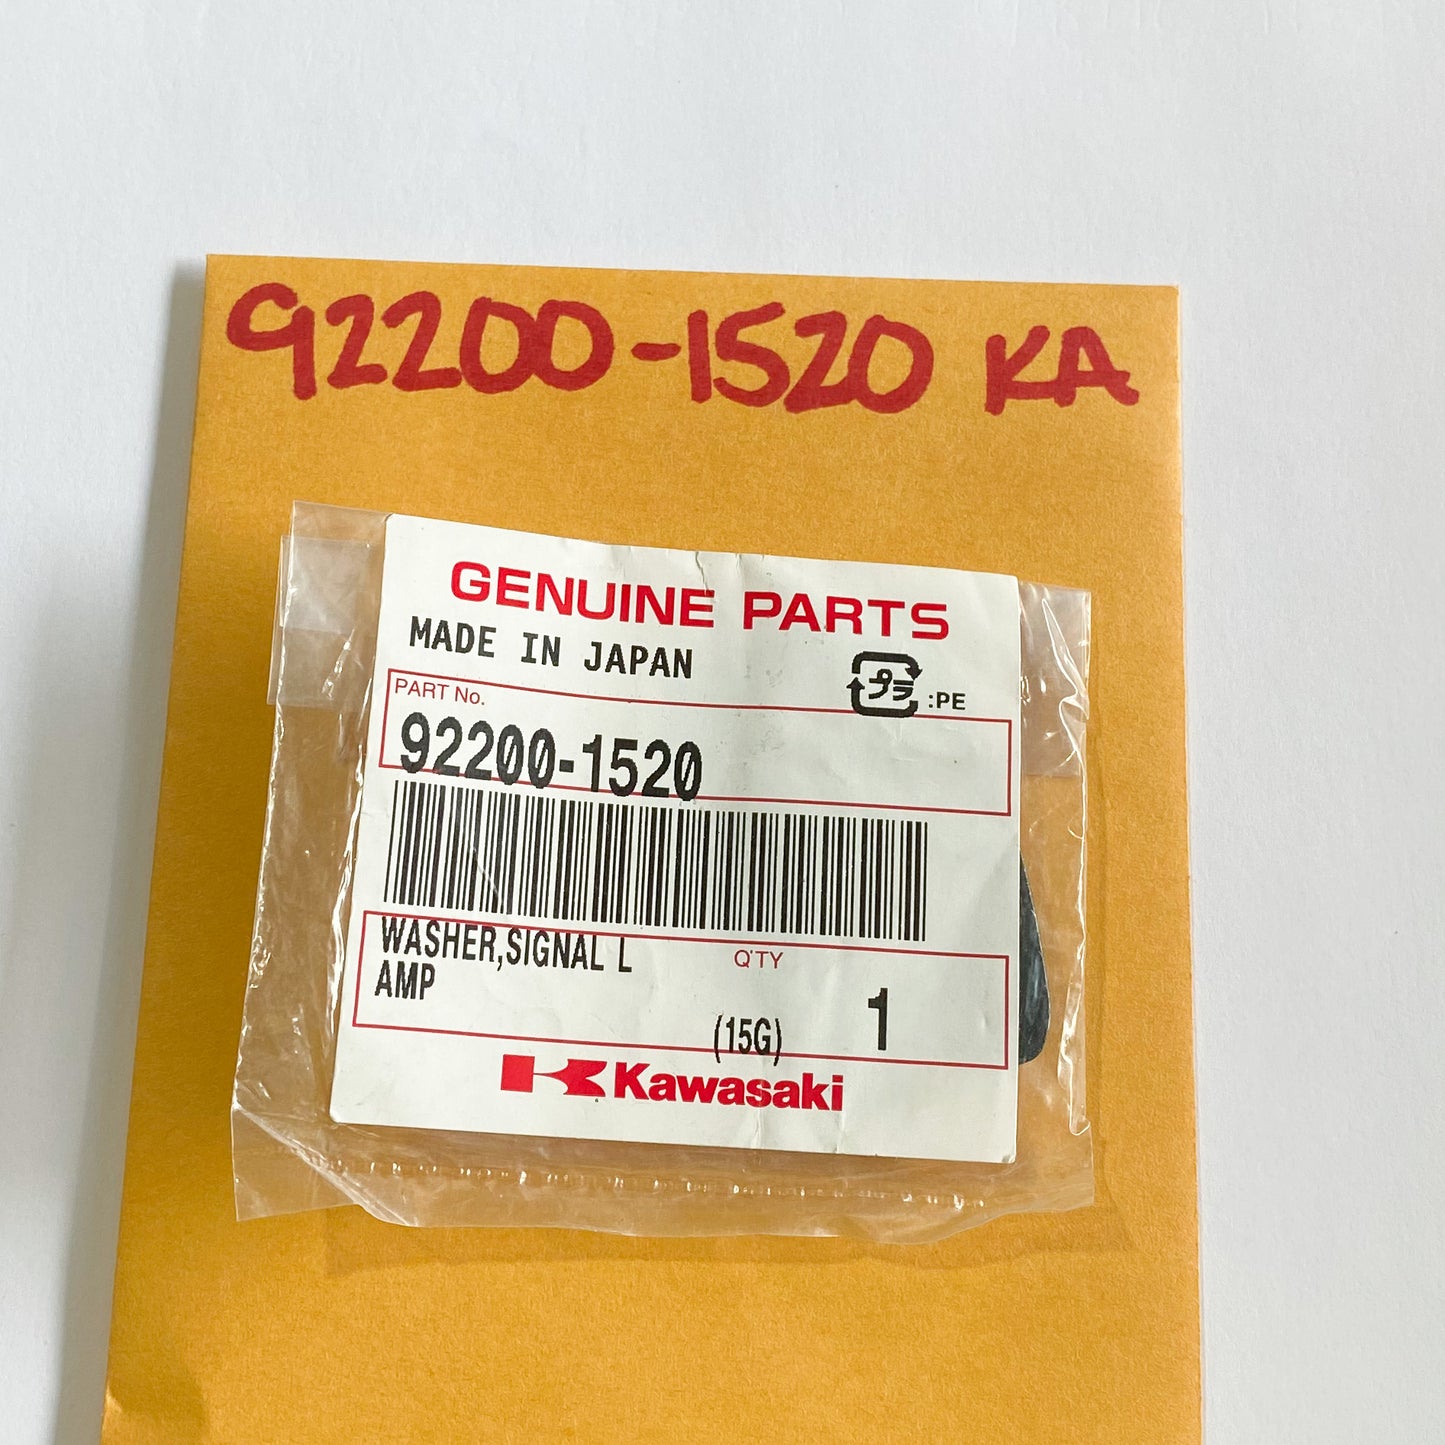 92200-1520 KA
GENUINE PARTS
MADE IN JAPAN
プラ :PE
PART No.
92200-1520
WASHER,SIGNAL L
AMP
Q'TY
(15G)
1
Kawasaki